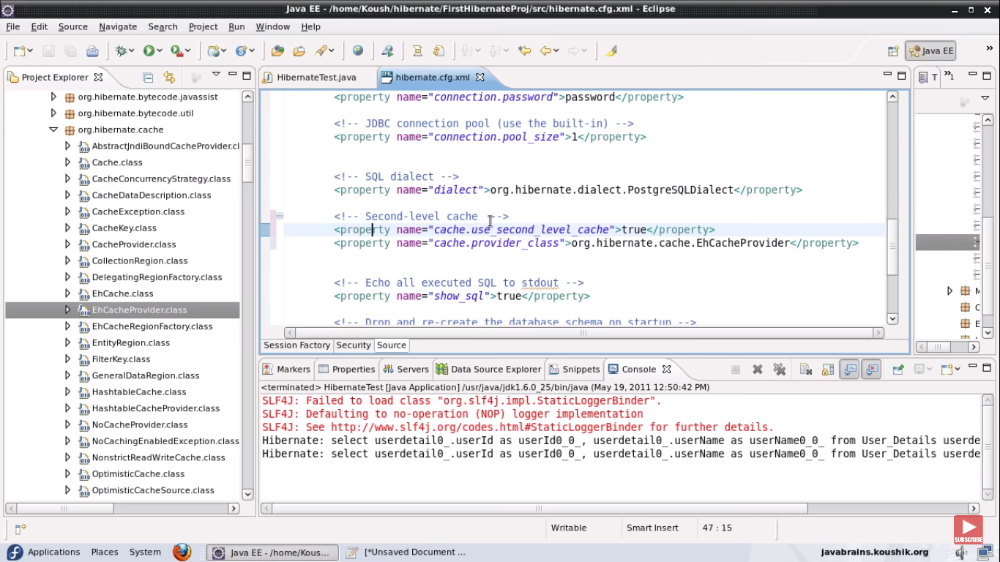 Java EE - /home/Koush/hibernate/FirstHibernateProj/src/hibernate.cfg.xml - Eclipse
File Edit Source Navigate Search Project Run Window Help
Java EE
Project Explorer
org.hibernate.bytecode.javassist
org.hibernate.bytecode.util
org.hibernate.cache
AbstractJndiBoundCacheProvider.cl
Cache.class
CacheConcurrencyStrategy.class
CacheDataDescription.class
CacheException.class
CacheKey.class
CacheProvider.class
CollectionRegion.class
DelegatingRegionFactory.class
EhCache.class
EhCacheProvider.class
EhCacheRegionFactory.class
EntityRegion.class
FilterKey.class
GeneralDataRegion.class
HashtableCache.class
HashtableCacheProvider.class
NoCacheProvider.class
NoCachingEnabledException.class
NonstrictReadWriteCache.class
OptimisticCache.class
OptimisticCacheSource.class
HibernateTest.java hibernate.cfg.xml
<property name="connection.password">password</property>
<!-- JDBC connection pool (use the built-in) -->
<property name="connection.pool_size">1</property>
<!-- SQL dialect -->
<property name="dialect">org.hibernate.dialect.PostgreSQLDialect</property>
<!-- Second-level cache -->
<property name="cache.use_second_level_cache">true</property>
<property name="cache.provider_class">org.hibernate.cache.EhCacheProvider</property>
<!-- Echo all executed SQL to stdout -->
<property name="show_sql">true</property>
<!-- Drop and re-create the database schema on startup -->
Session Factory Security Source
T
Markers Properties Servers Data Source Explorer Snippets Console
<terminated> HibernateTest [Java Application] /usr/java/jdk1.6.0_25/bin/java (May 19, 2011 12:50:42 PM)
SLF4J: Failed to load class "org.slf4j.impl.StaticLoggerBinder".
SLF4J: Defaulting to no-operation (NOP) logger implementation
SLF4J: See http://www.slf4j.org/codes.html#StaticLoggerBinder for further details.
Hibernate: select userdetail0_.userId as userId0_0_, userdetail0_.userName as userName0_0_ from User_Details userde
Hibernate: select userdetail0_.userId as userId0_0_, userdetail0_.userName as userName0_0_ from User_Details userde
Writable Smart Insert 47 : 15
SUBSCRIBE
Applications Places System Java EE - /home/Kous... [*Unsaved Document ... javabrains.koushik.org